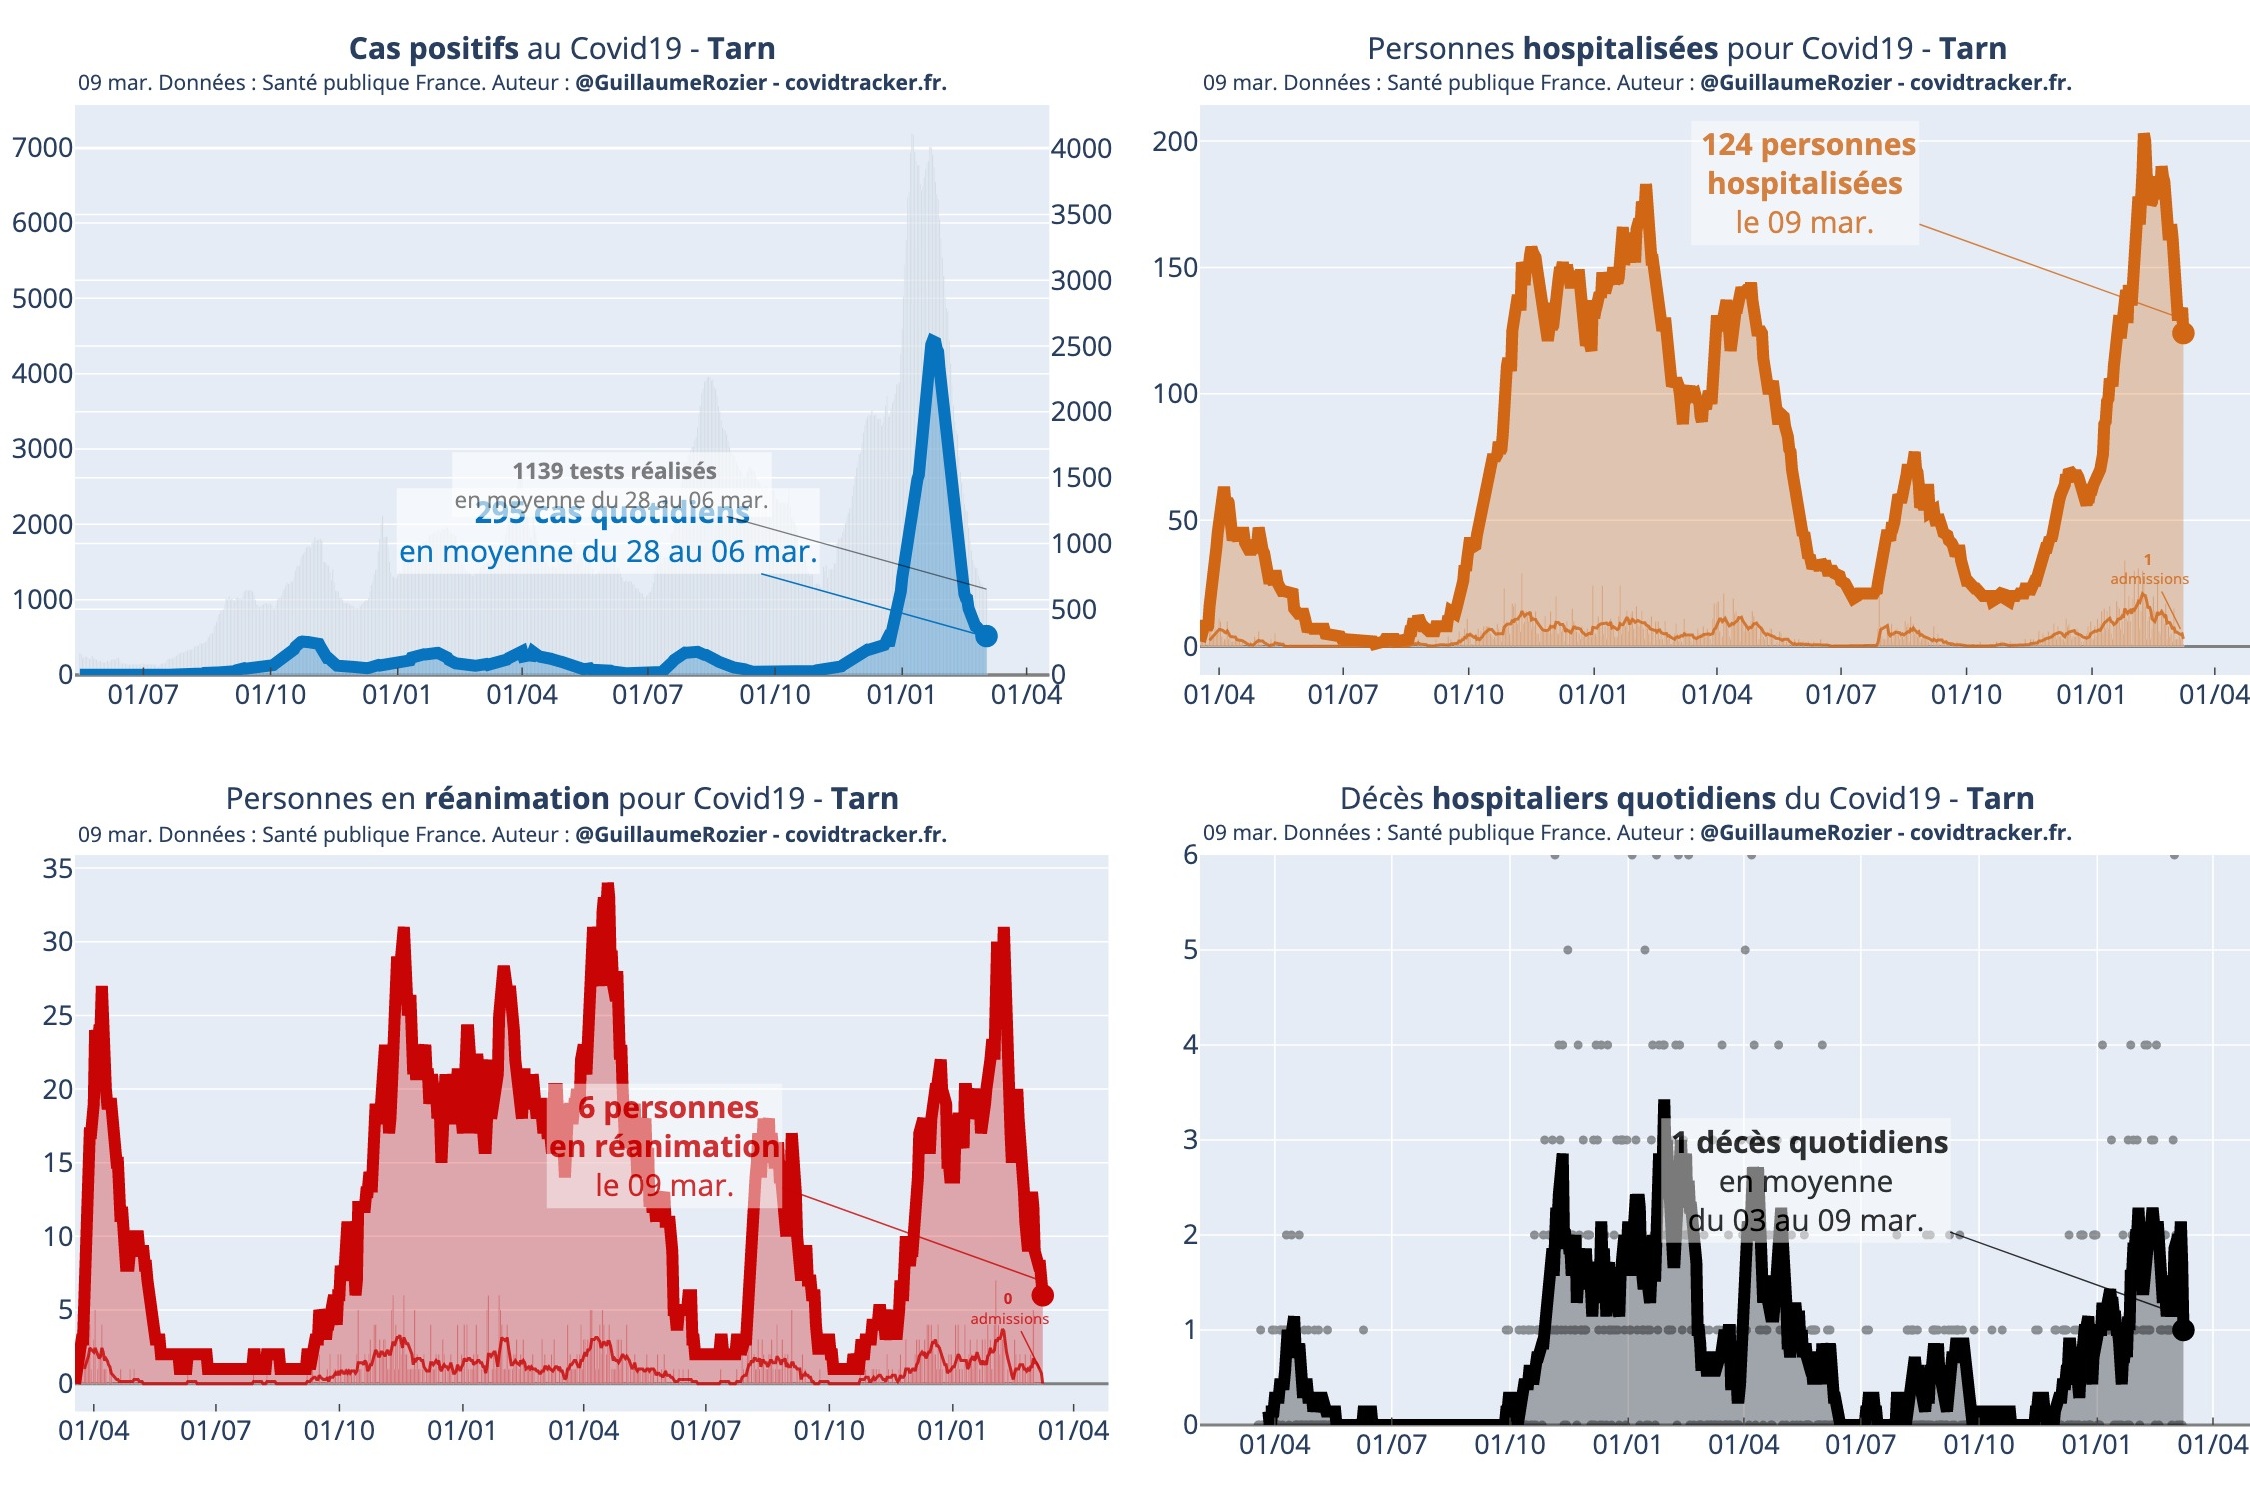 Cas positifs au Covid19 - Tarn
09 mar. Données : Santé publique France. Auteur : @GuillaumeRozier - covidtracker.fr.
7000
6000
5000
4000
3000
2000
1000
0
4000
3500
3000
2500
2000
1500
1000
500
0
1139 tests réalisés
en moyenne du 28 au 06 mar.
295 cas quotidiens
en moyenne du 28 au 06 mar.
01/07 01/10 01/01 01/04 01/07 01/10 01/01 01/04
Personnes hospitalisées pour Covid19 - Tarn
09 mar. Données : Santé publique France. Auteur : @GuillaumeRozier - covidtracker.fr.
200
150
100
50
0
124 personnes
hospitalisées
le 09 mar.
1
admissions
01/04 01/07 01/10 01/01 01/04 01/07 01/10 01/01 01/04
Personnes en réanimation pour Covid19 - Tarn
09 mar. Données : Santé publique France. Auteur : @GuillaumeRozier - covidtracker.fr.
35
30
25
20
15
10
5
0
6 personnes
en réanimation
le 09 mar.
0
admissions
01/04 01/07 01/10 01/01 01/04 01/07 01/10 01/01 01/04
Décès hospitaliers quotidiens du Covid19 - Tarn
09 mar. Données : Santé publique France. Auteur : @GuillaumeRozier - covidtracker.fr.
6
5
4
3
2
1
0
1 décès quotidiens
en moyenne
du 03 au 09 mar.
01/04 01/07 01/10 01/01 01/04 01/07 01/10 01/01 01/04